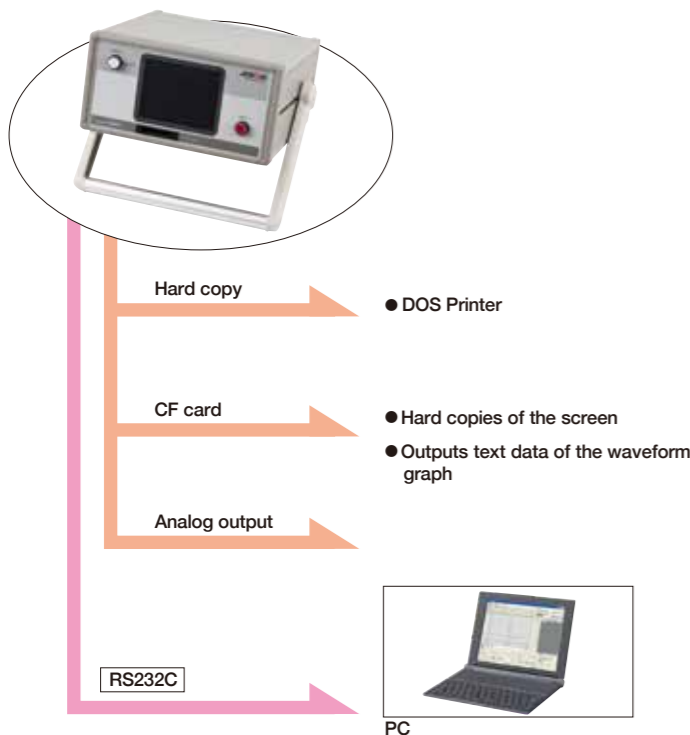 Hard copy
● DOS Printer
CF card
● Hard copies of the screen
● Outputs text data of the waveform
graph
Analog output
RS232C
PC